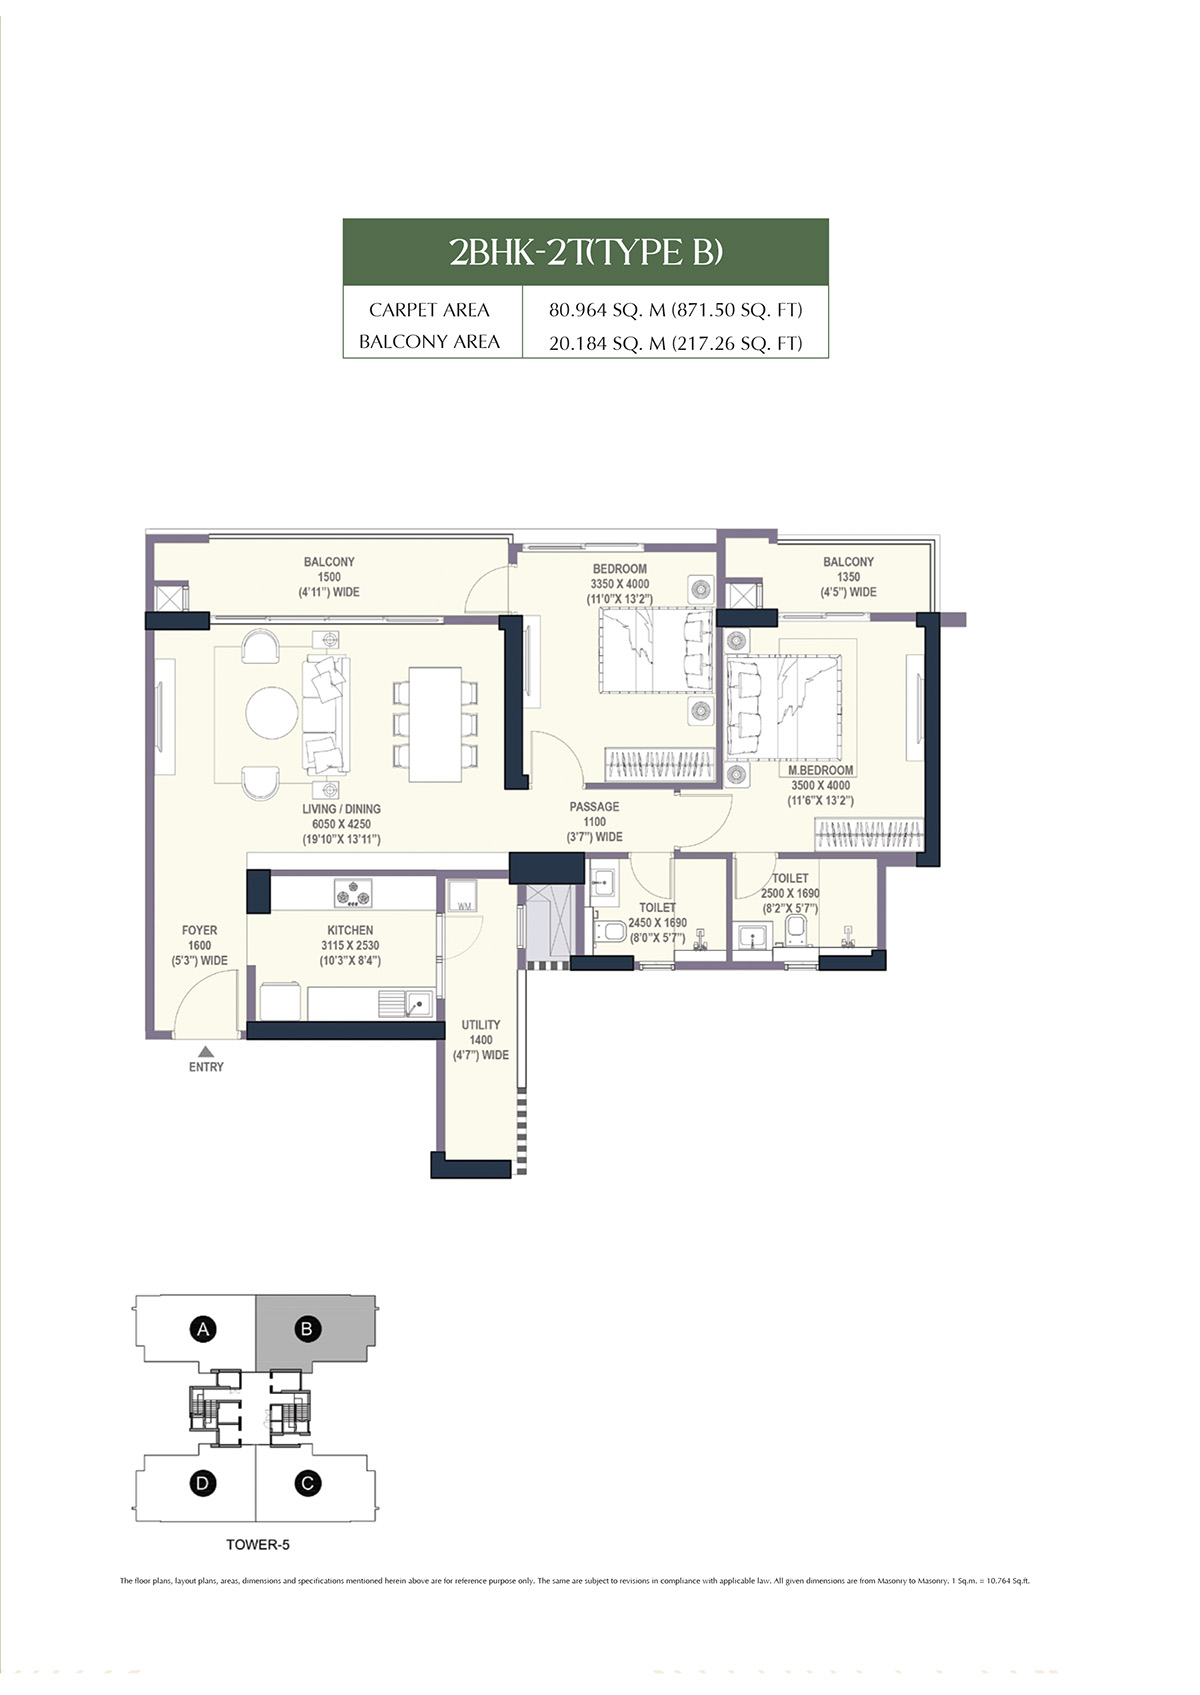 2BHK-2T(TYPE B)
CARPET AREA 80.964 SQ. M (871.50 SQ. FT)
BALCONY AREA 20.184 SQ. M (217.26 SQ. FT)
BALCONY
1500
(4'11") WIDE
BEDROOM
3350 X 4000
(11'0"X 13'2")
BALCONY
1350
(4'5") WIDE
LIVING / DINING
6050 X 4250
(19'10"X 13'11")
PASSAGE
1100
(3'7") WIDE
M.BEDROOM
3500 X 4000
(11'6"X 13'2")
FOYER
1600
(5'3") WIDE
KITCHEN
3115 X 2530
(10'3"X 8'4")
WM
TOILET
2450 X 1690
(8'0"X 5'7")
TOILET
2500 X 1690
(8'2"X 5'7")
UTILITY
1400
(4'7") WIDE
ENTRY
A
B
D
C
TOWER-5
The floor plans, layout plans, areas, dimensions and specifications mentioned herein above are for reference purpose only. The same are subject to revisions in compliance with applicable law. All given dimensions are from Masonry to Masonry. 1 Sq.m. = 10.764 Sq.ft.